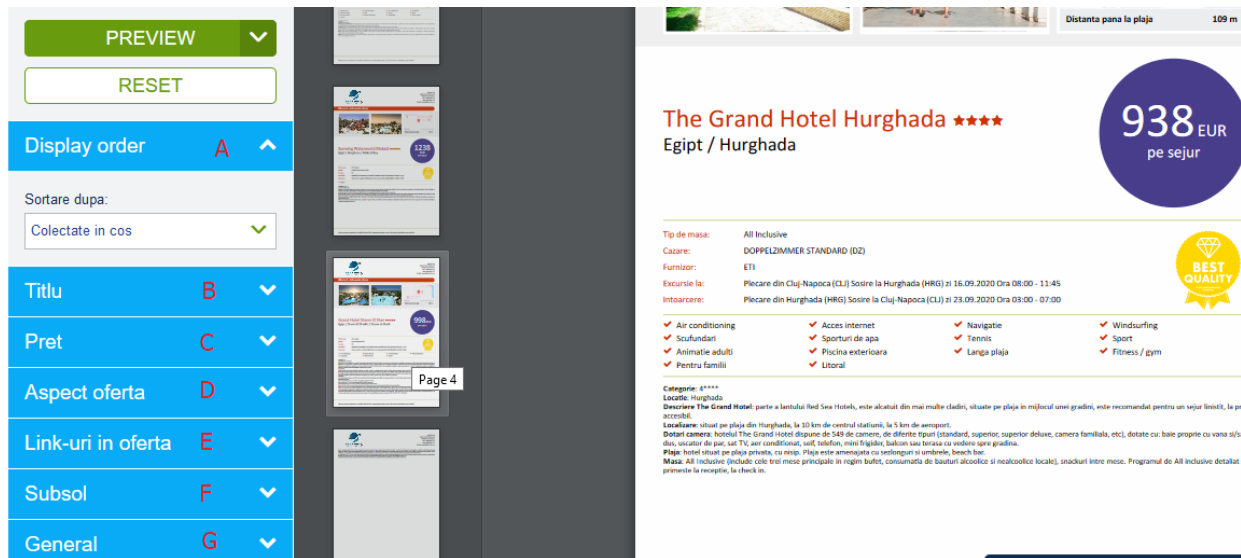 PREVIEW
RESET
Display order A
Sortare dupa:
Colectate in cos
Titlu B
Pret C
Aspect oferta D
Link-uri in oferta E
Subsol F
General G
1238
998
Page 4
Distanta pana la plaja 109 m
The Grand Hotel Hurghada ★★★★
Egipt / Hurghada
938 EUR
pe sejur
Tip de masa: All Inclusive
Cazare: DOPPELZIMMER STANDARD (DZ)
Furnizor: ETI
Excursie la: Plecare din Cluj-Napoca (CLJ) Sosire la Hurghada (HRG) zi 16.09.2020 Ora 08:00 - 11:45
Intoarcere: Plecare din Hurghada (HRG) Sosire la Cluj-Napoca (CLJ) zi 23.09.2020 Ora 03:00 - 07:00
BEST
QUALITY
Air conditioning Acces internet Navigatie Windsurfing
Scufundari Sporturi de apa Tennis Sport
Animatie adulti Piscina exterioara Langa plaja Fitness / gym
Pentru familii Litoral
Categorie: 4****
Locatie: Hurghada
Descriere The Grand Hotel: parte a lantului Red Sea Hotels, este alcatuit din mai multe cladiri, situate pe plaja in mijlocul unei gradini, este recomandat pentru un sejur linistit, la pr
accesibil.
Localizare: situat pe plaja din Hurghada, la 10 km de centrul statiunii, la 5 km de aeroport.
Dotari camera: hotelul The Grand Hotel dispune de 549 de camere, de diferite tipuri (standard, superior, superior deluxe, camera familiala, etc), dotate cu: baie proprie cu vana si/s
dus, uscator de par, sat TV, aer conditionat, seif, telefon, mini frigider, balcon sau terasa cu vedere spre gradina.
Plaja: hotel situat pe plaja privata, cu nisip. Plaja este amenajata cu sezlonguri si umbrele, beach bar.
Masa: All Inclusive (include cele trei mese principale in regim bufet, consumatia de bauturi alcoolice si nealcoolice locale), snackuri intre mese. Programul de All inclusive detaliat
primeste la receptie, la check in.